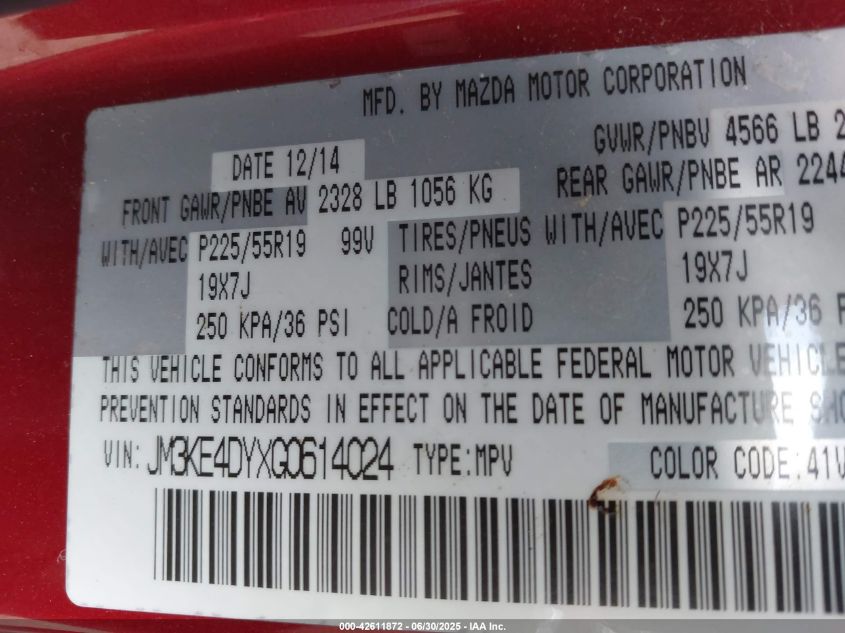 MFD. BY MAZDA MOTOR CORPORATION
DATE 12/14 GVWR/PNBV 4566 LB 2
FRONT GAWR/PNBE AV 2328 LB 1056 KG REAR GAWR/PNBE AR 2244
WITH/AVEC P225/55R19 99V TIRES/PNEUS WITH/AVEC P225/55R19
19X7J RIMS/JANTES 19X7J
250 KPA/36 PSI COLD/A FROID 250 KPA/36 P
THIS VEHICLE CONFORMS TO ALL APPLICABLE FEDERAL MOTOR VEHICLE
PREVENTION STANDARDS IN EFFECT ON THE DATE OF MANUFACTURE SHO
VIN: JM3KE4DYXG0614024 TYPE:MPV COLOR CODE:41V
000-42611872 - 06/30/2025 - IAA Inc.